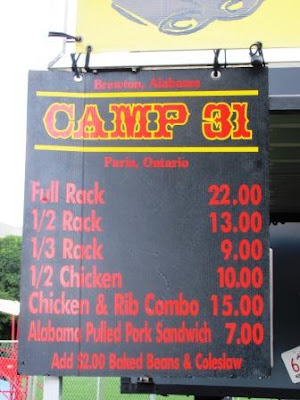 Brewton, Alabama
CAMP 31
Paris, Ontario
Full Rack 22.00
1/2 Rack 13.00
1/3 Rack 9.00
1/2 Chicken 10.00
Chicken & Rib Combo 15.00
Alabama Pulled Pork Sandwich 7.00
Add $2.00 Baked Beans & Coleslaw